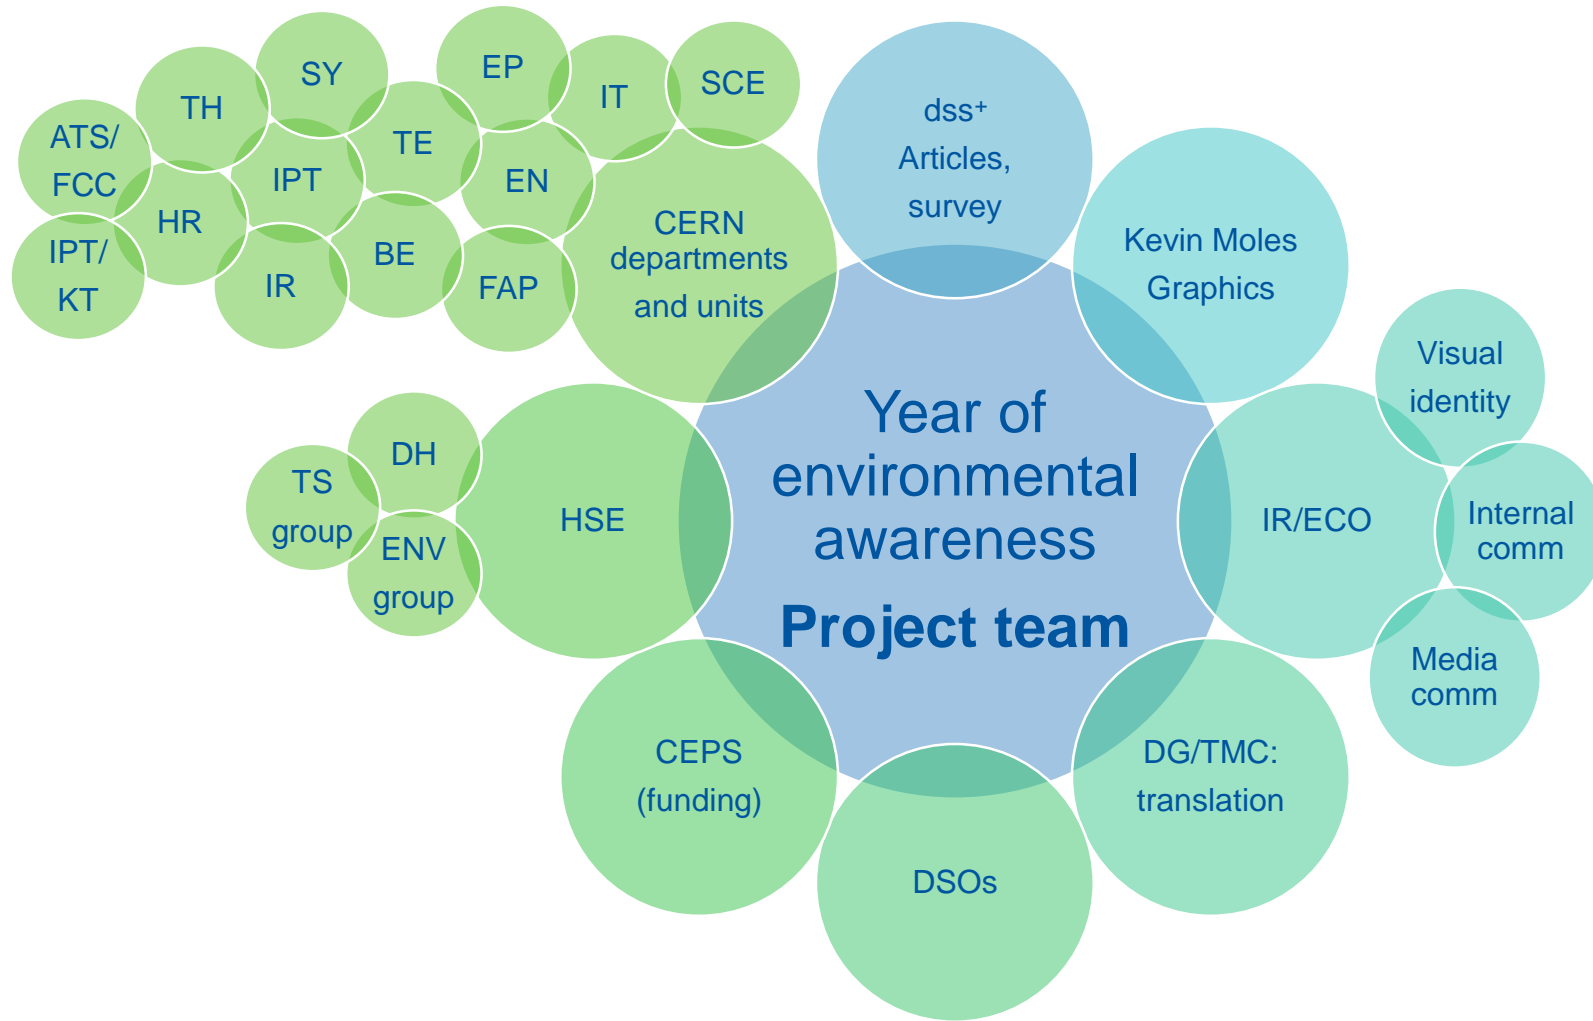 EP
SY
IT
SCE
TH
dss+
Articles,
survey
ATS/
FCC
TE
IPT
EN
HR
CERN
departments
and units
Kevin Moles
Graphics
IPT/
KT
BE
IR
FAP
Visual
identity
Year of
environmental
awareness
Project team
DH
TS
group
ENV
group
HSE
IR/ECO
Internal
comm
Media
comm
CEPS
(funding)
DG/TMC:
translation
DSOs